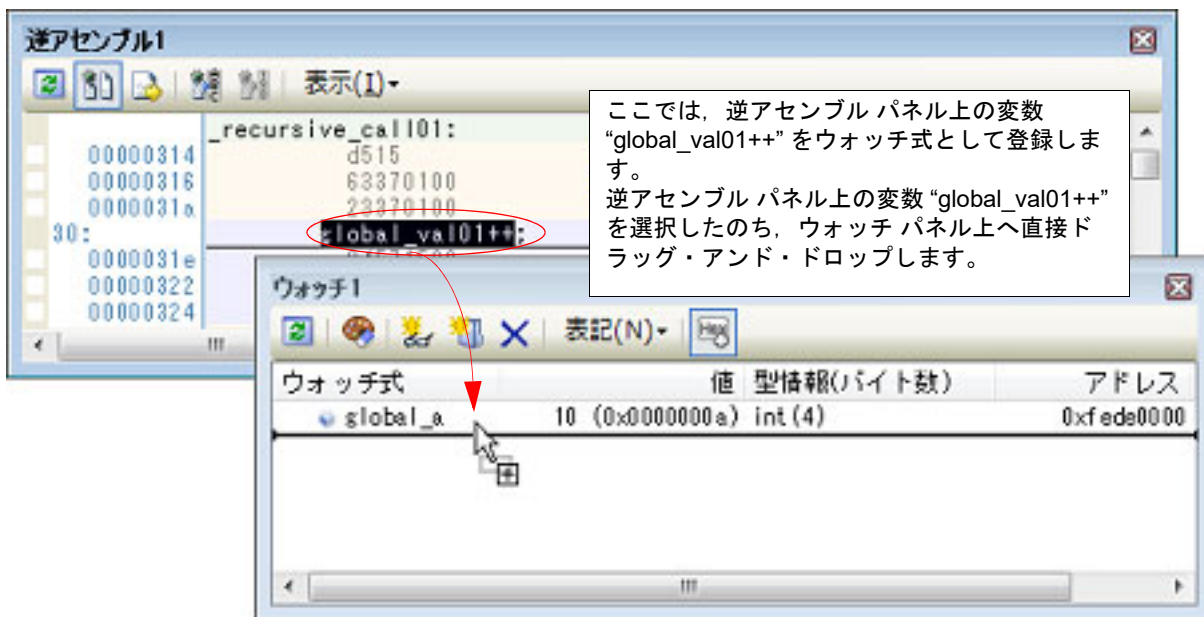 逆アセンブル1
表示(I)
_recursive_call01:
00000314 d515
00000316 63370100
0000031a 23370100
30: global_val01++;
0000031e
00000322
00000324
ここでは，逆アセンブル パネル上の変数
“global_val01++” をウォッチ式として登録しま
す。
逆アセンブル パネル上の変数 “global_val01++”
を選択したのち，ウォッチ パネル上へ直接ド
ラッグ・アンド・ドロップします。
ウォッチ1
表記(N) Hex
ウォッチ式 値 型情報(バイト数) アドレス
global_a 10 (0x0000000a) int(4) 0xfede0000